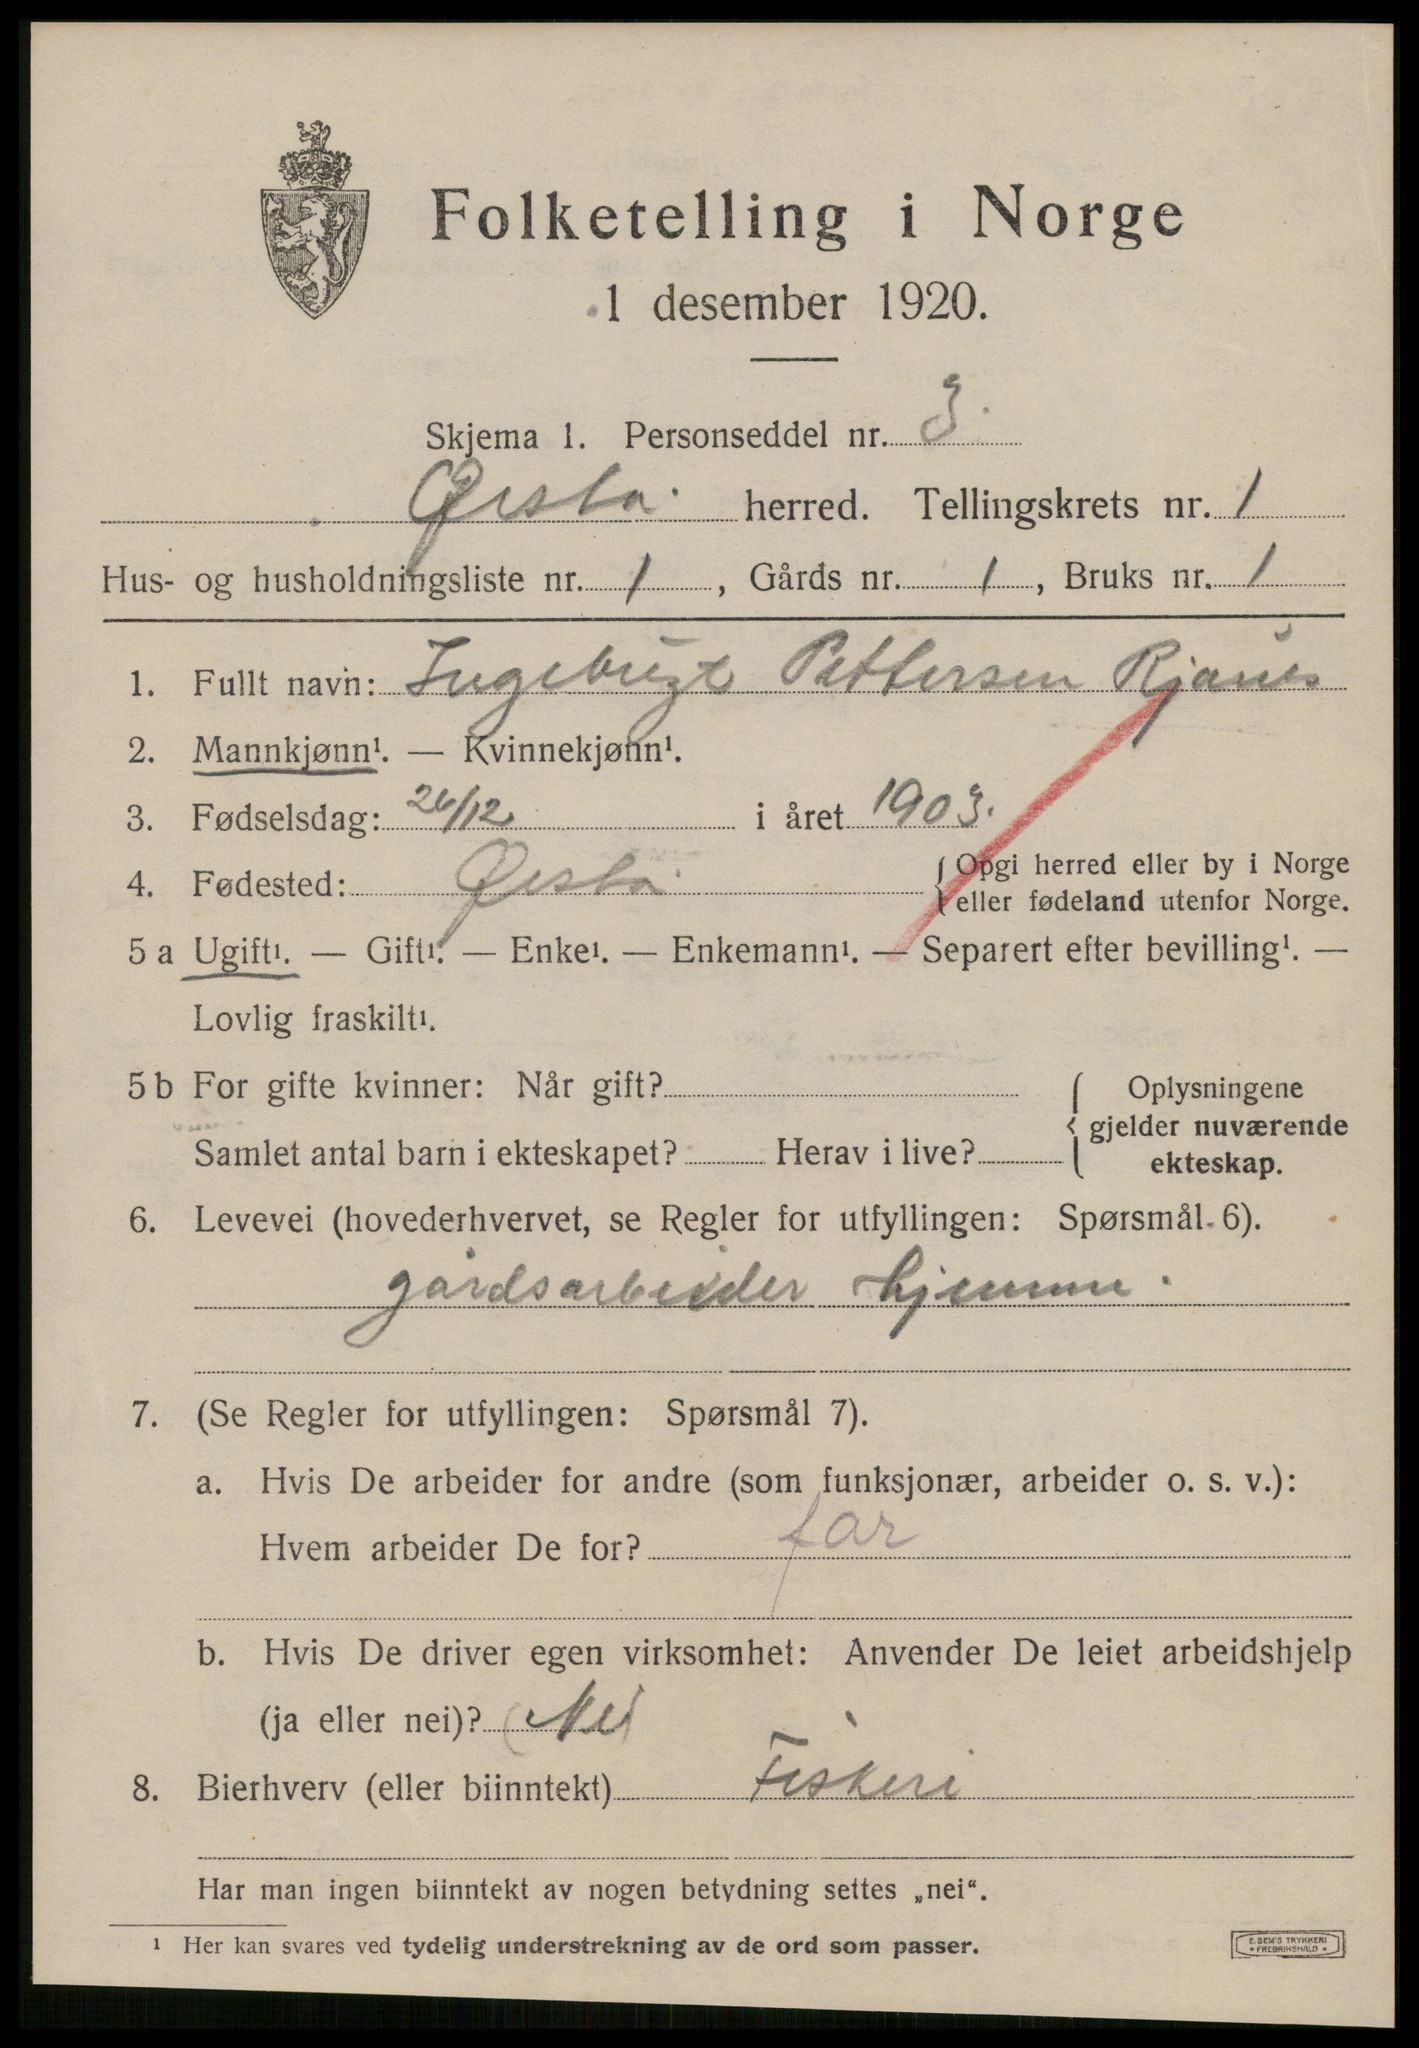 Folketelling i Norge
1 desember 1920.
Skjema 1. Personseddel nr. 3.
Ørsta herred. Tellingskrets nr. 1
Hus- og husholdningsliste nr. 1, Gårds nr. 1, Bruks nr. 1
1. Fullt navn: Ingebrigt Pettersen Rjånes
2. Mannkjønn¹. — Kvinnekjønn¹.
3. Fødselsdag: 26/12 i året 1903.
4. Fødested: Ørsta { Opgi herred eller by i Norge
eller fødeland utenfor Norge.
5 a Ugift¹. — Gift¹. — Enke¹. — Enkemann¹. — Separert efter bevilling¹. —
Lovlig fraskilt¹.
5 b For gifte kvinner: Når gift? { Oplysningene
gjelder nuværende
Samlet antal barn i ekteskapet? Herav i live? ekteskap.
6. Levevei (hovederhvervet, se Regler for utfyllingen: Spørsmål 6).
gårdsarbeider hjemme.
7. (Se Regler for utfyllingen: Spørsmål 7).
a. Hvis De arbeider for andre (som funksjonær, arbeider o. s. v.):
Hvem arbeider De for? far
b. Hvis De driver egen virksomhet: Anvender De leiet arbeidshjelp
(ja eller nei)? (Nei)
8. Bierhverv (eller biinntekt) Fiskeri
Har man ingen biinntekt av nogen betydning settes „nei“.
¹ Her kan svares ved tydelig understrekning av de ord som passer.
E. SEM'S TRYKKERI
• FREDRIKSHALD •